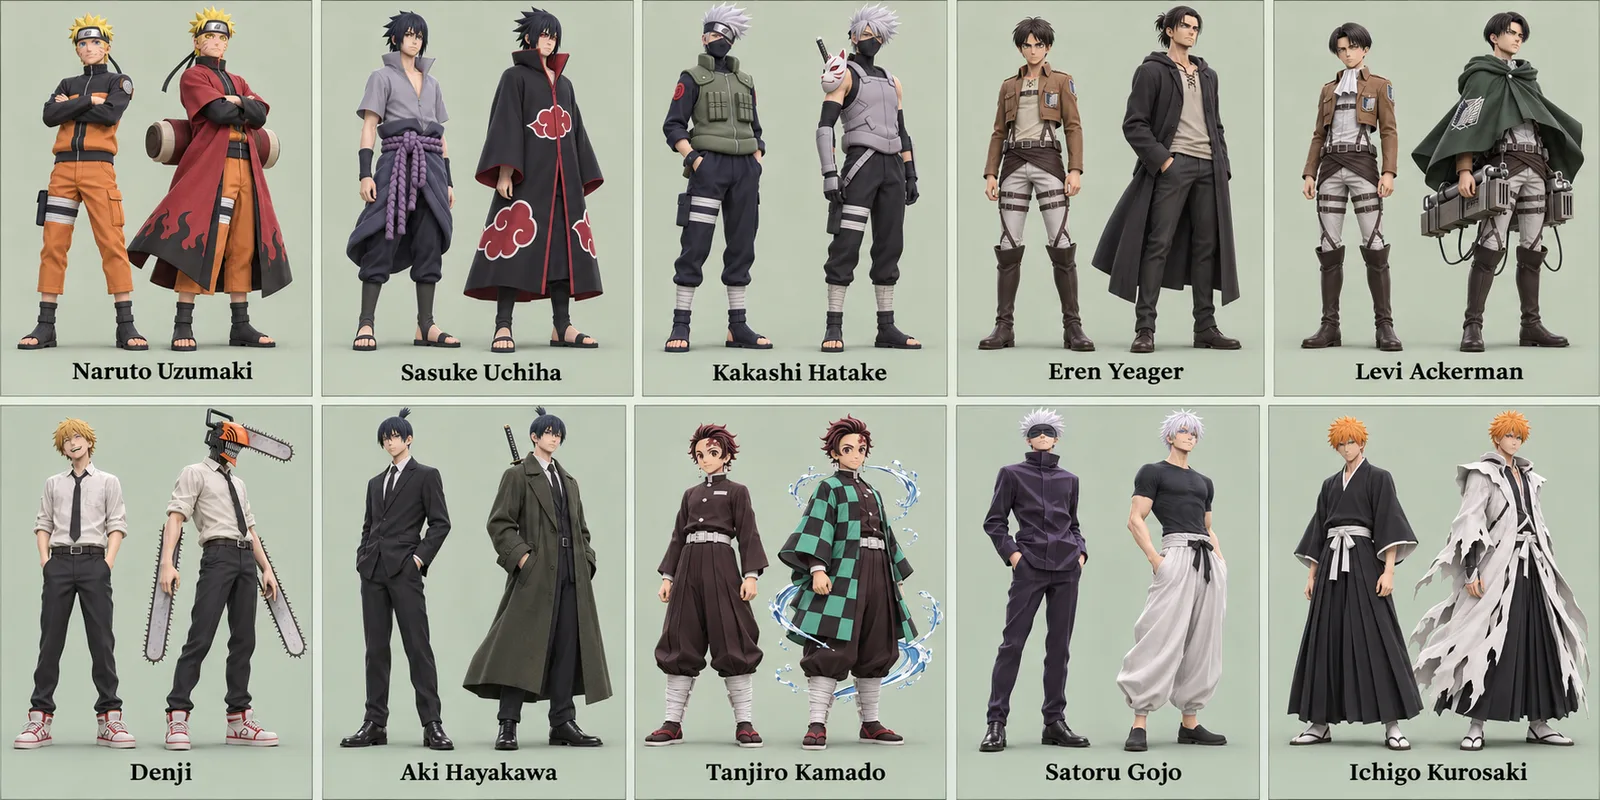 Naruto Uzumaki
Sasuke Uchiha
Kakashi Hatake
Eren Yeager
Levi Ackerman
Denji
Aki Hayakawa
Tanjiro Kamado
Satoru Gojo
Ichigo Kurosaki